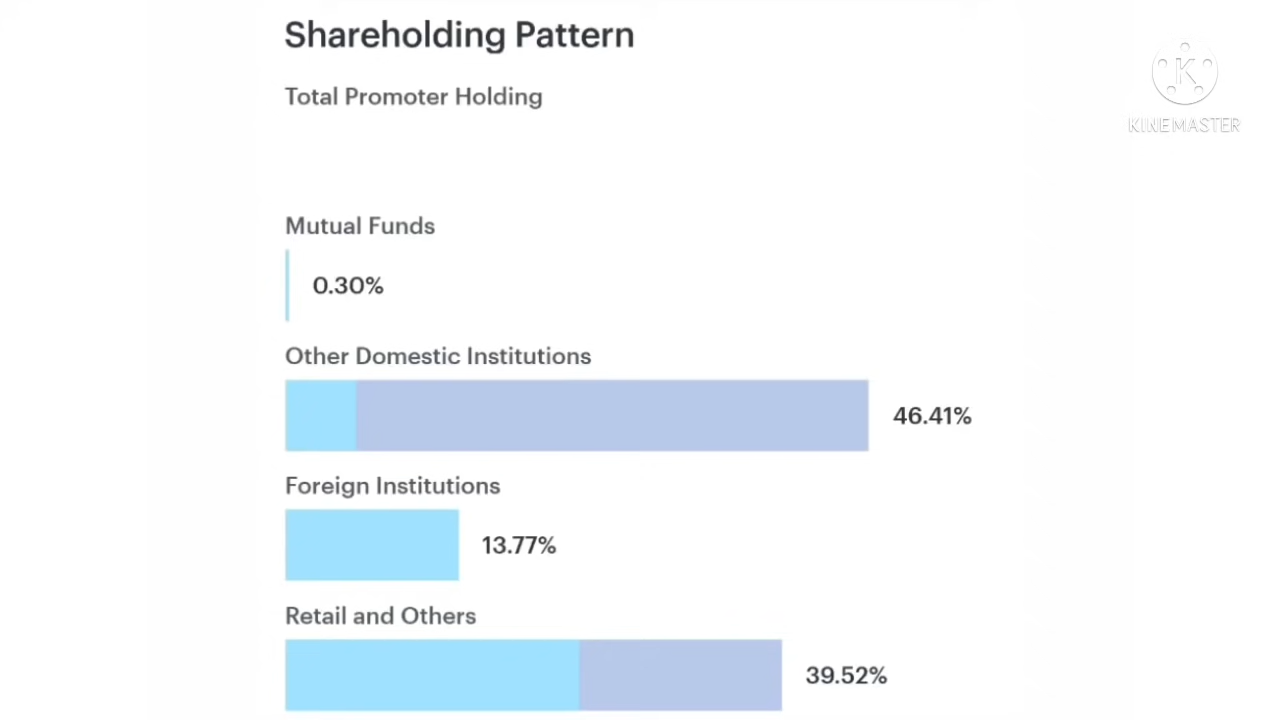 Shareholding Pattern
Total Promoter Holding
K
KINEMASTER
Mutual Funds
0.30%
Other Domestic Institutions
46.41%
Foreign Institutions
13.77%
Retail and Others
39.52%